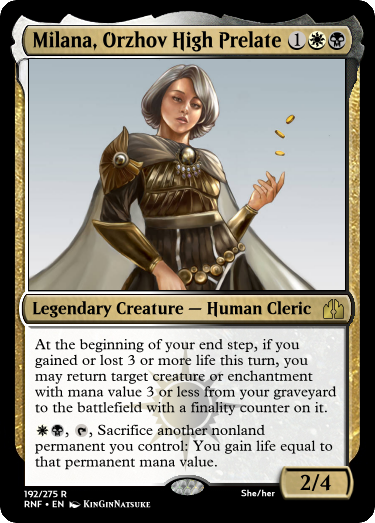 Milana, Orzhov High Prelate 1
Legendary Creature — Human Cleric
At the beginning of your end step, if you
gained or lost 3 or more life this turn, you
may return target creature or enchantment
with mana value 3 or less from your graveyard
to the battlefield with a finality counter on it.
, , Sacrifice another nonland
permanent you control: You gain life equal to
that permanent mana value.
2/4
192/275 R
RNF • EN KinGinNatsuke
She/her